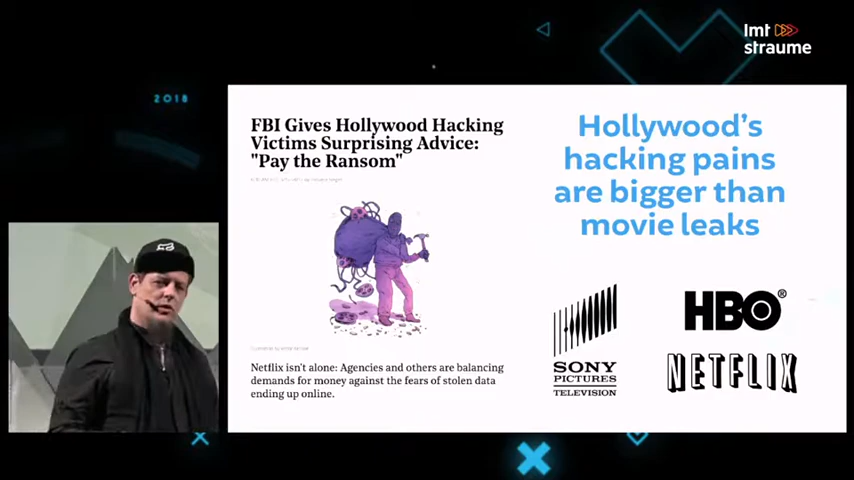 lmt
straume
2018
FBI Gives Hollywood Hacking
Victims Surprising Advice:
"Pay the Ransom"
Netflix isn't alone: Agencies and others are balancing
demands for money against the fears of stolen data
ending up online.
Hollywood's
hacking pains
are bigger than
movie leaks
SONY
PICTURES
TELEVISION
HBO®
NETFLIX